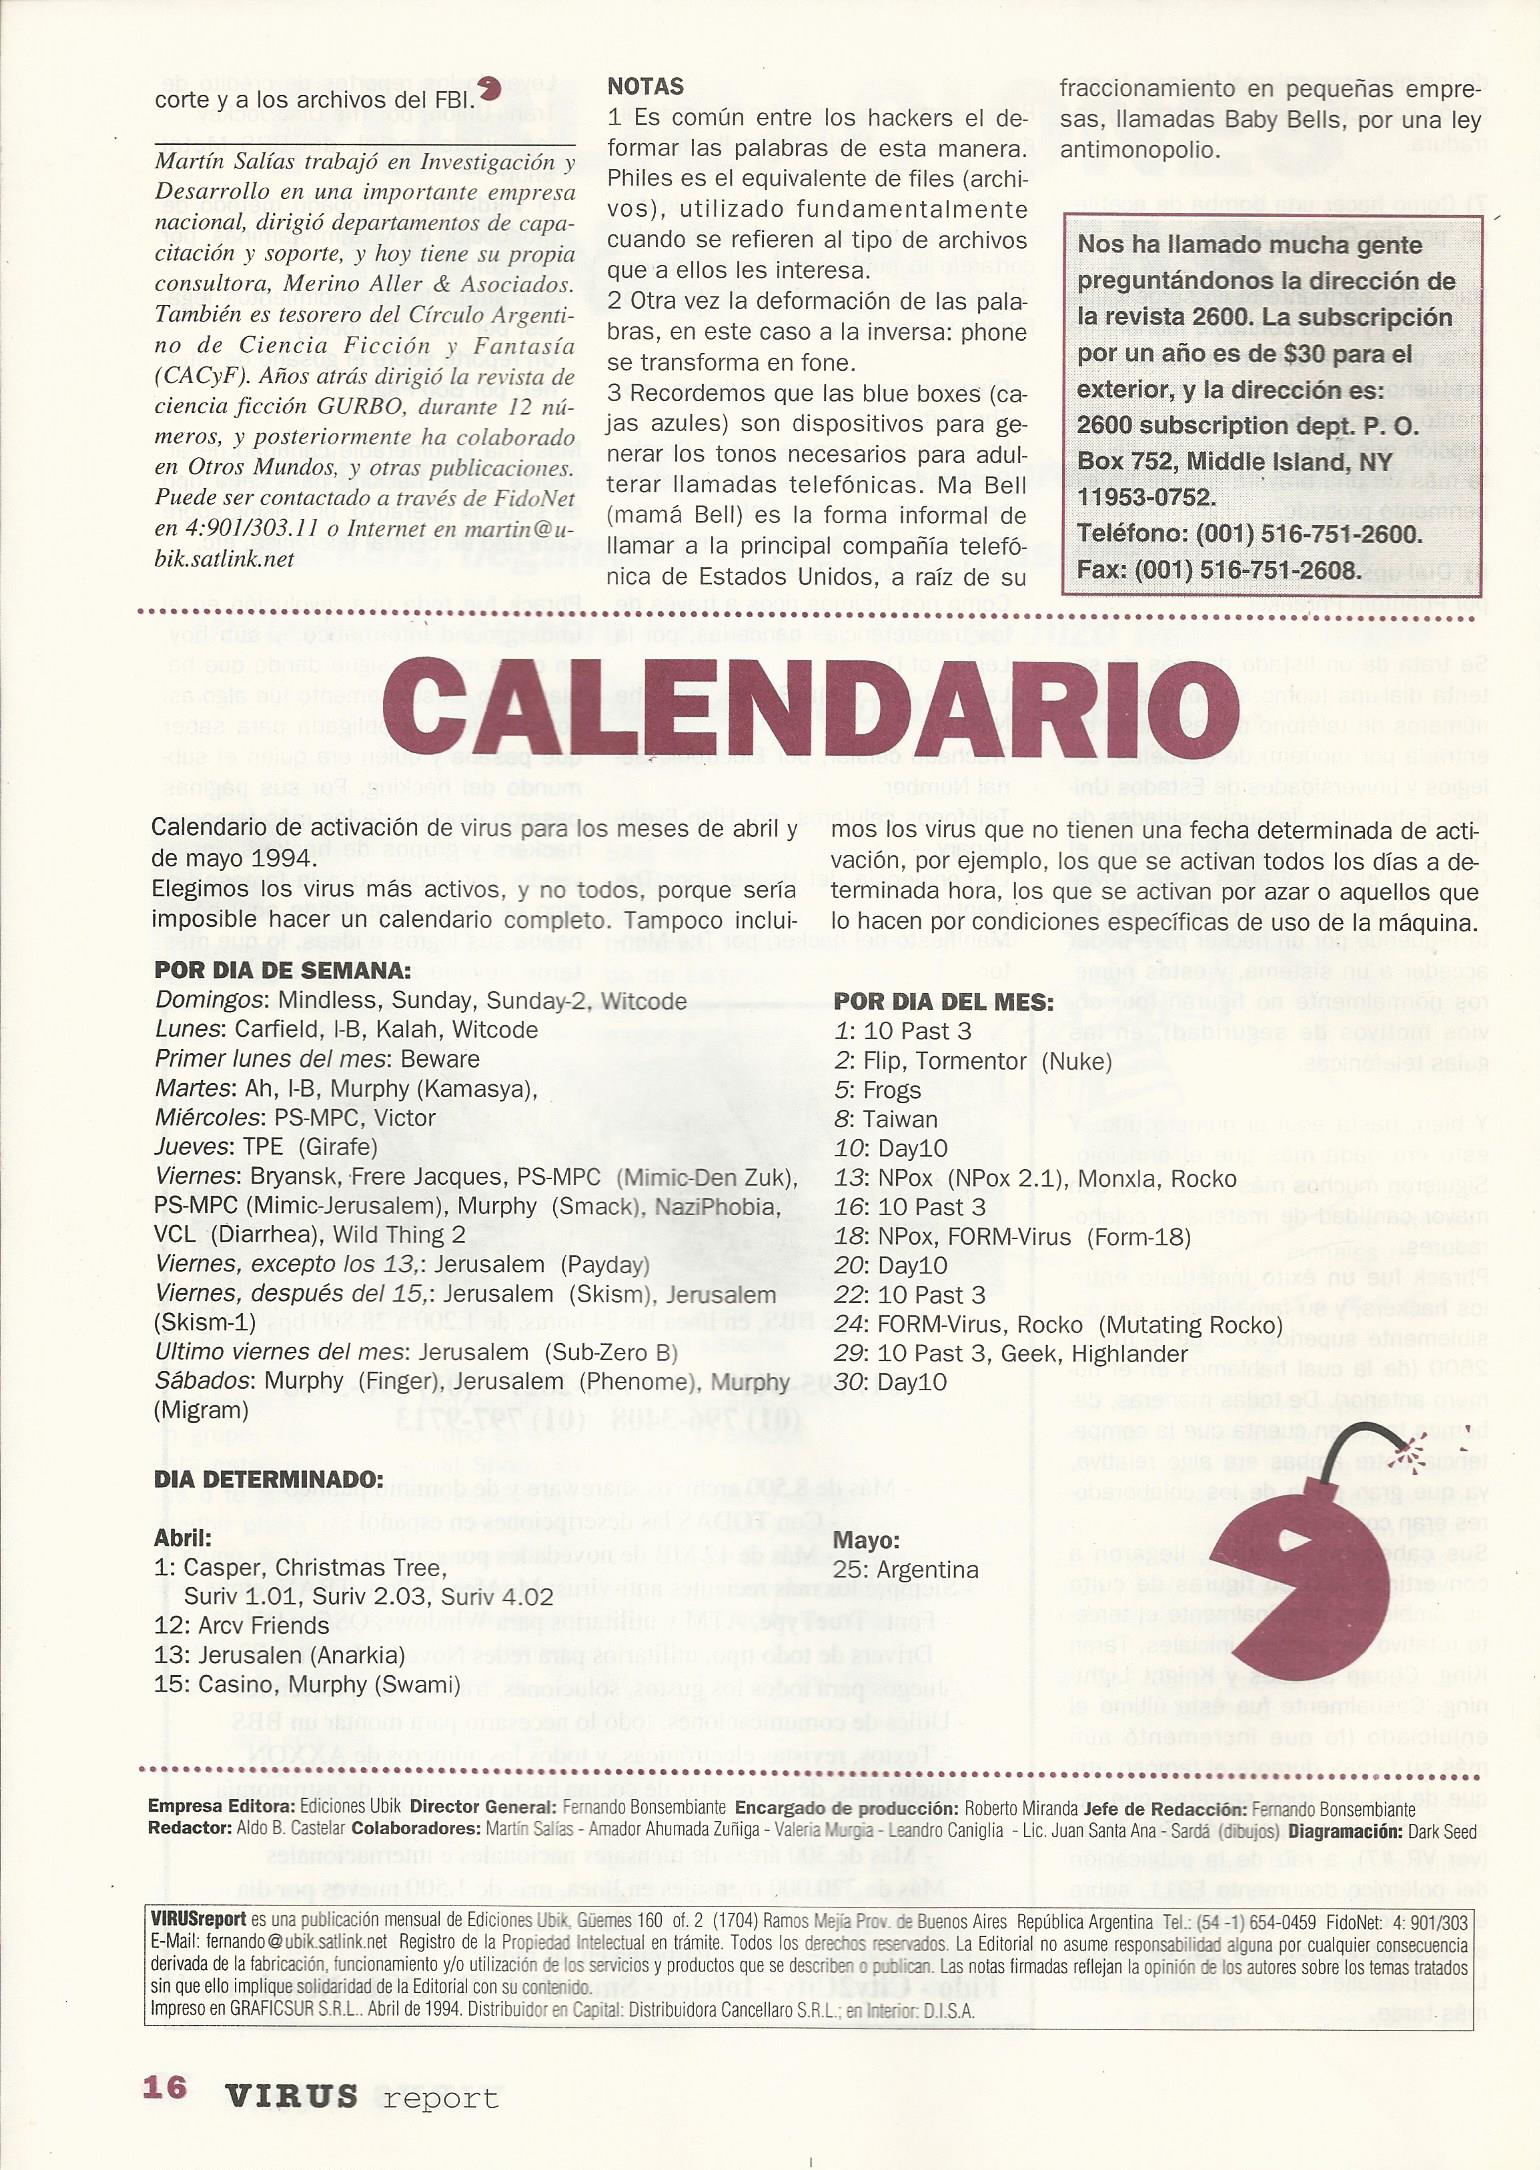 corte y a los archivos del FBI.
Martín Salías trabajó en Investigación y
Desarrollo en una importante empresa
nacional, dirigió departamentos de capa-
citación y soporte, y hoy tiene su propia
consultora, Merino Aller & Asociados.
También es tesorero del Círculo Argenti-
no de Ciencia Ficción y Fantasía
(CACyF). Años atrás dirigió la revista de
ciencia ficción GURBO, durante 12 nú-
meros, y posteriormente ha colaborado
en Otros Mundos, y otras publicaciones.
Puede ser contactado a través de FidoNet
en 4:901/303.11 o Internet en martin@u-
bik.satlink.net
NOTAS
1 Es común entre los hackers el de-
formar las palabras de esta manera.
Philes es el equivalente de files (archi-
vos), utilizado fundamentalmente
cuando se refieren al tipo de archivos
que a ellos les interesa.
2 Otra vez la deformación de las pala-
bras, en este caso a la inversa: phone
se transforma en fone.
3 Recordemos que las blue boxes (ca-
jas azules) son dispositivos para ge-
nerar los tonos necesarios para adul-
terar llamadas telefónicas. Ma Bell
(mamá Bell) es la forma informal de
llamar a la principal compañía telefó-
nica de Estados Unidos, a raíz de su
fraccionamiento en pequeñas empre-
sas, llamadas Baby Bells, por una ley
antimonopolio.
Nos ha llamado mucha gente
preguntándonos la dirección de
la revista 2600. La subscripción
por un año es de $30 para el
exterior, y la dirección es:
2600 subscription dept. P. O.
Box 752, Middle Island, NY
11953-0752.
Teléfono: (001) 516-751-2600.
Fax: (001) 516-751-2608.
CALENDARIO
Calendario de activación de virus para los meses de abril y
de mayo 1994.
Elegimos los virus más activos, y no todos, porque sería
imposible hacer un calendario completo. Tampoco inclui-
mos los virus que no tienen una fecha determinada de acti-
vación, por ejemplo, los que se activan todos los días a de-
terminada hora, los que se activan por azar o aquellos que
lo hacen por condiciones específicas de uso de la máquina.
POR DIA DE SEMANA:
Domingos: Mindless, Sunday, Sunday-2, Witcode
Lunes: Carfield, I-B, Kalah, Witcode
Primer lunes del mes: Beware
Martes: Ah, I-B, Murphy (Kamasya),
Miércoles: PS-MPC, Victor
Jueves: TPE (Girafe)
Viernes: Bryansk, Frere Jacques, PS-MPC (Mimic-Den Zuk),
PS-MPC (Mimic-Jerusalem), Murphy (Smack), NaziPhobia,
VCL (Diarrhea), Wild Thing 2
Viernes, excepto los 13,: Jerusalem (Payday)
Viernes, después del 15,: Jerusalem (Skism), Jerusalem
(Skism-1)
Ultimo viernes del mes: Jerusalem (Sub-Zero B)
Sábados: Murphy (Finger), Jerusalem (Phenome), Murphy
(Migram)
POR DIA DEL MES:
1: 10 Past 3
2: Flip, Tormentor (Nuke)
5: Frogs
8: Taiwan
10: Day10
13: NPox (NPox 2.1), Monxla, Rocko
16: 10 Past 3
18: NPox, FORM-Virus (Form-18)
20: Day10
22: 10 Past 3
24: FORM-Virus, Rocko (Mutating Rocko)
29: 10 Past 3, Geek, Highlander
30: Day10
DIA DETERMINADO:
Abril:
1: Casper, Christmas Tree,
Suriv 1.01, Suriv 2.03, Suriv 4.02
12: Arcv Friends
13: Jerusalen (Anarkia)
15: Casino, Murphy (Swami)
Mayo:
25: Argentina
Empresa Editora: Ediciones Ubik Director General: Fernando Bonsembiante Encargado de producción: Roberto Miranda Jefe de Redacción: Fernando Bonsembiante
Redactor: Aldo B. Castelar Colaboradores: Martín Salías - Amador Ahumada Zuñiga - Valeria Murgia - Leandro Caniglia - Lic. Juan Santa Ana - Sardá (dibujos) Diagramación: Dark Seed
VIRUSreport es una publicación mensual de Ediciones Ubik, Güemes 160 of. 2 (1704) Ramos Mejía Prov. de Buenos Aires República Argentina Tel.: (54 -1) 654-0459 FidoNet: 4: 901/303
E-Mail: fernando@ubik.satlink.net Registro de la Propiedad Intelectual en trámite. Todos los derechos reservados. La Editorial no asume responsabilidad alguna por cualquier consecuencia
derivada de la fabricación, funcionamiento y/o utilización de los servicios y productos que se describen o publican. Las notas firmadas reflejan la opinión de los autores sobre los temas tratados
sin que ello implique solidaridad de la Editorial con su contenido.
Impreso en GRAFICSUR S.R.L.. Abril de 1994. Distribuidor en Capital: Distribuidora Cancellaro S.R.L.; en Interior: D.I.S.A.
16 VIRUS report